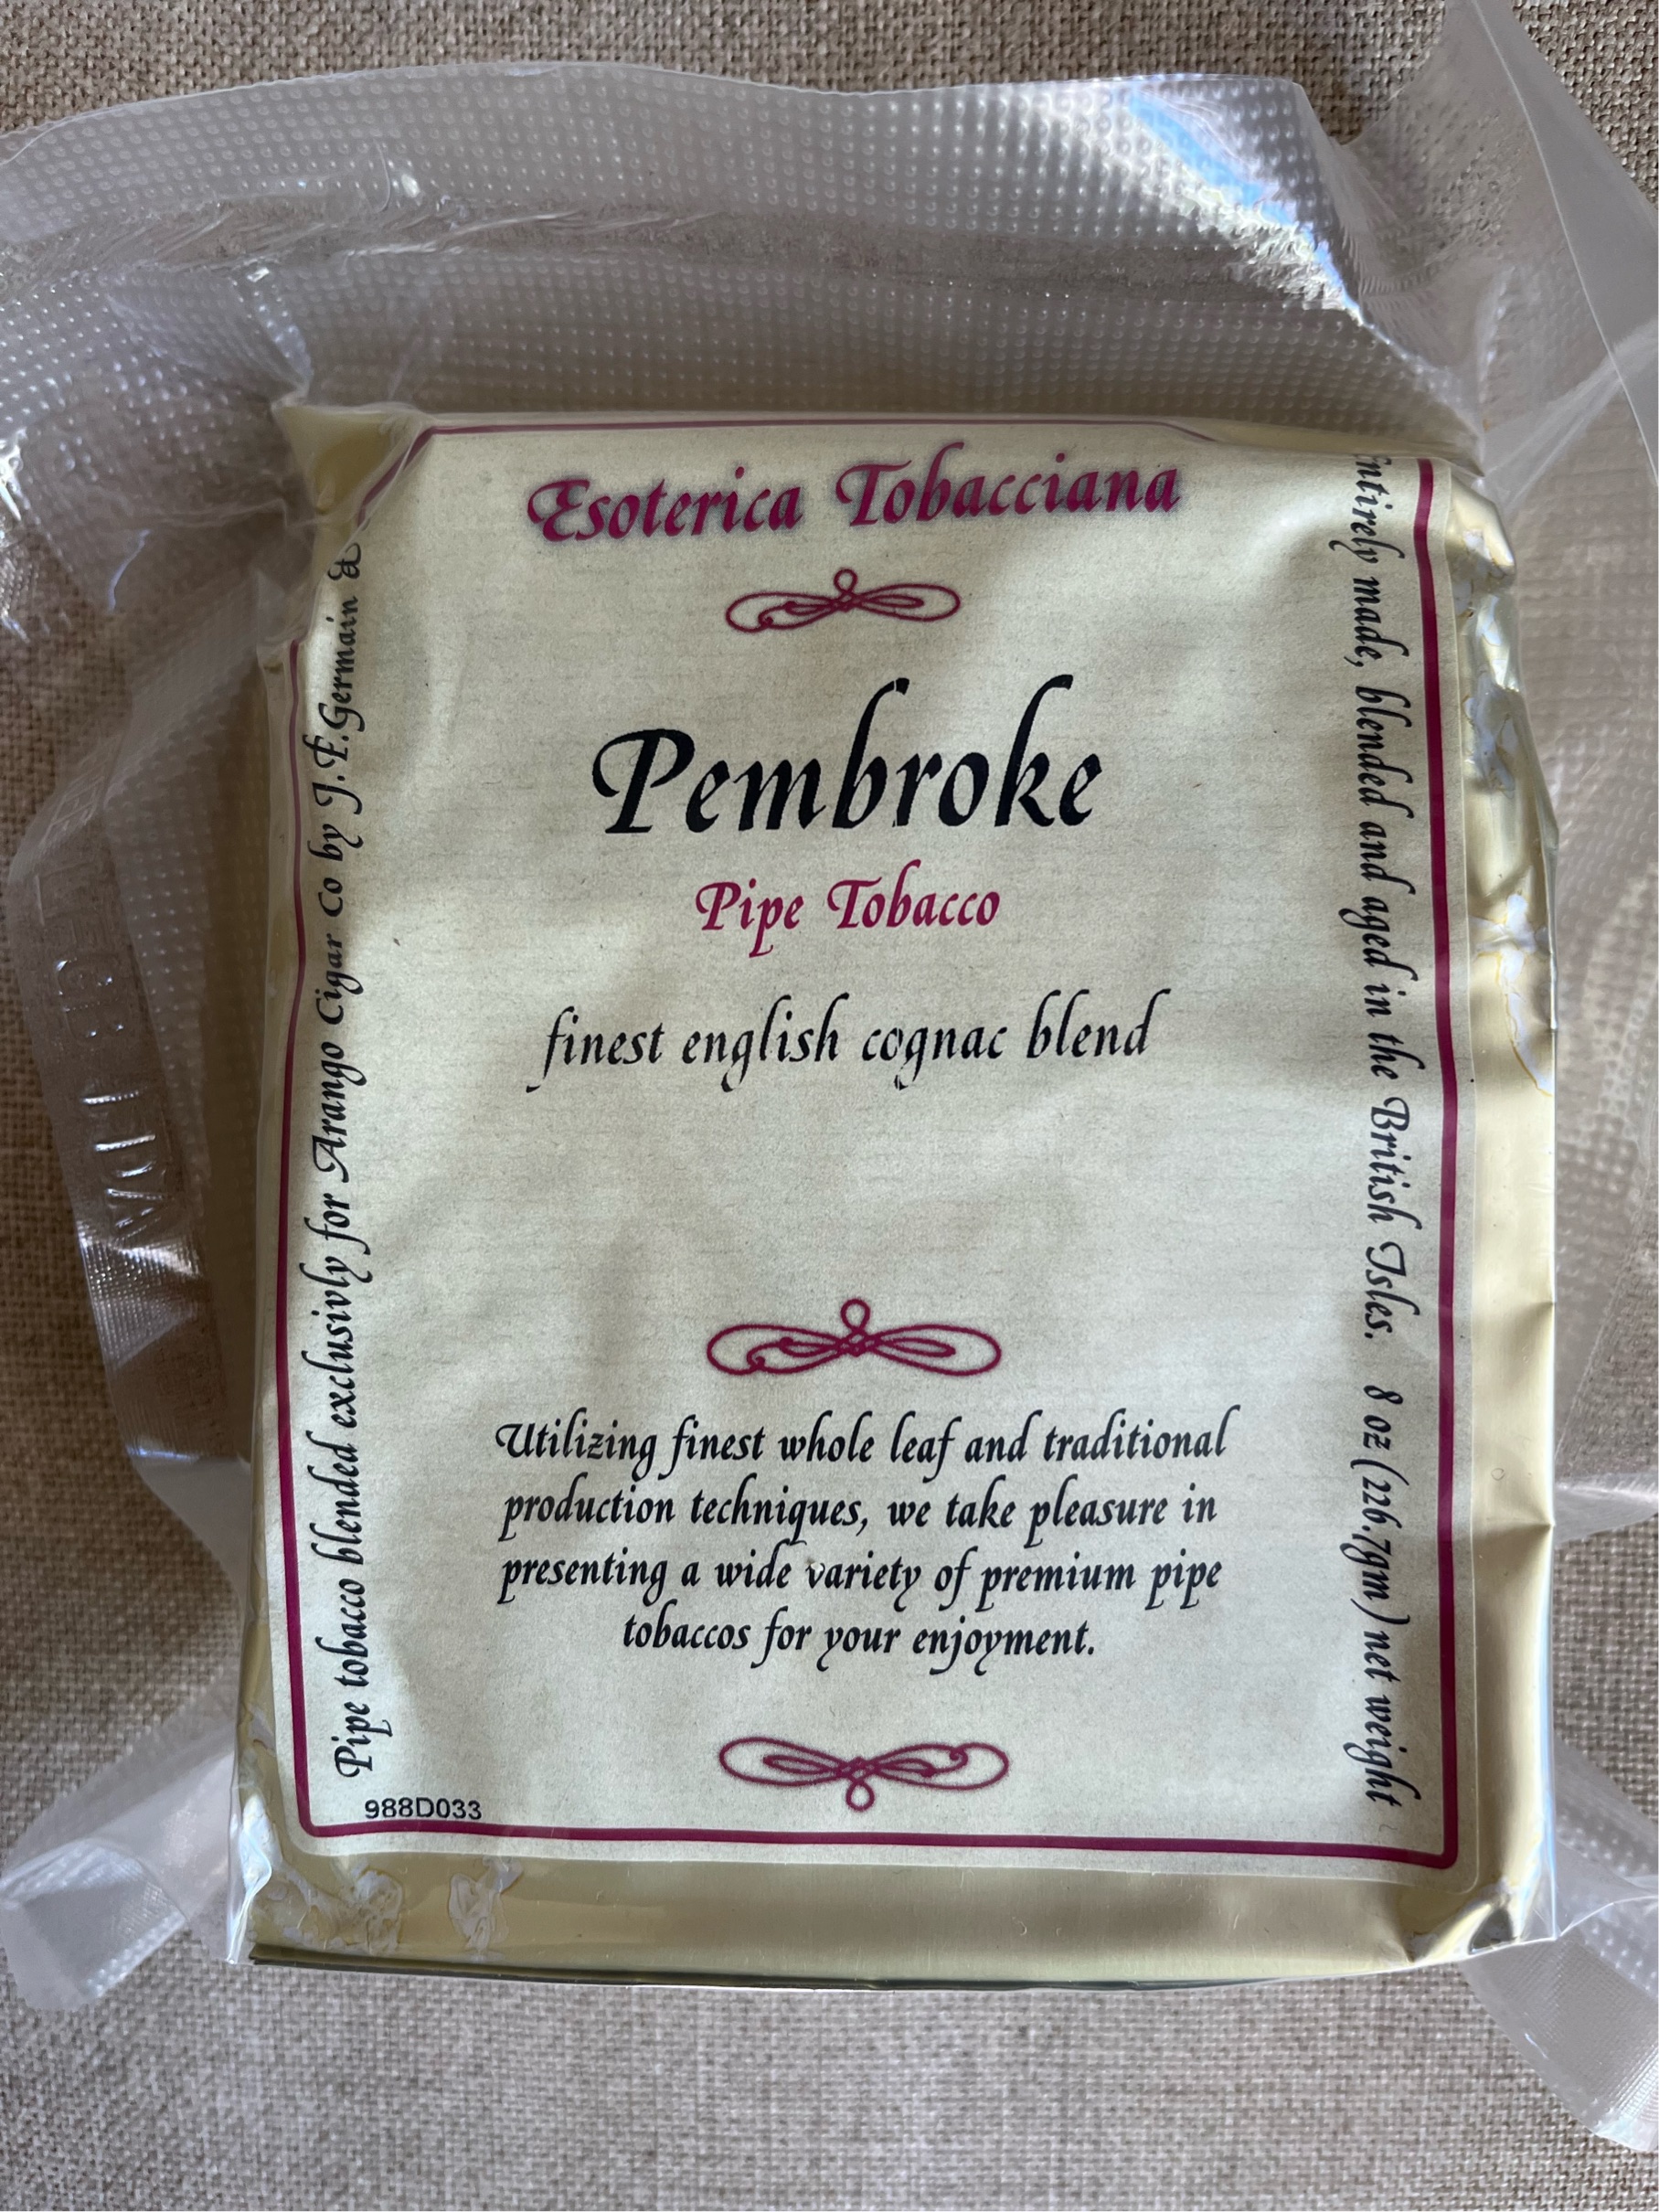 Esoterica Tobacciana
Pembroke
Pipe Tobacco
finest english cognac blend
Utilizing finest whole leaf and traditional
production techniques, we take pleasure in
presenting a wide variety of premium pipe
tobaccos for your enjoyment.
Pipe tobacco blended exclusivly for Arango Cigar Co by J.F.Germain &
Entirely made, blended and aged in the British Isles. 8 oz (226.7gm) net weight
988D033